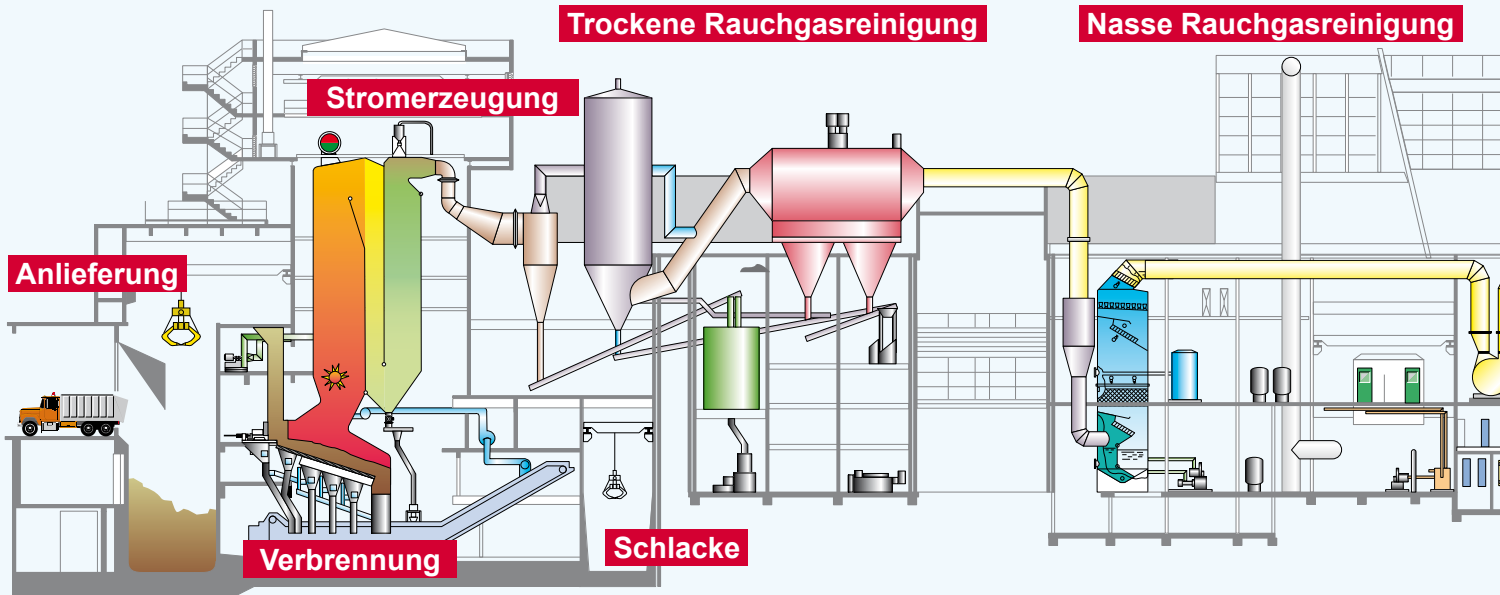 Trockene Rauchgasreinigung
Nasse Rauchgasreinigung
Stromerzeugung
Anlieferung
Verbrennung
Schlacke